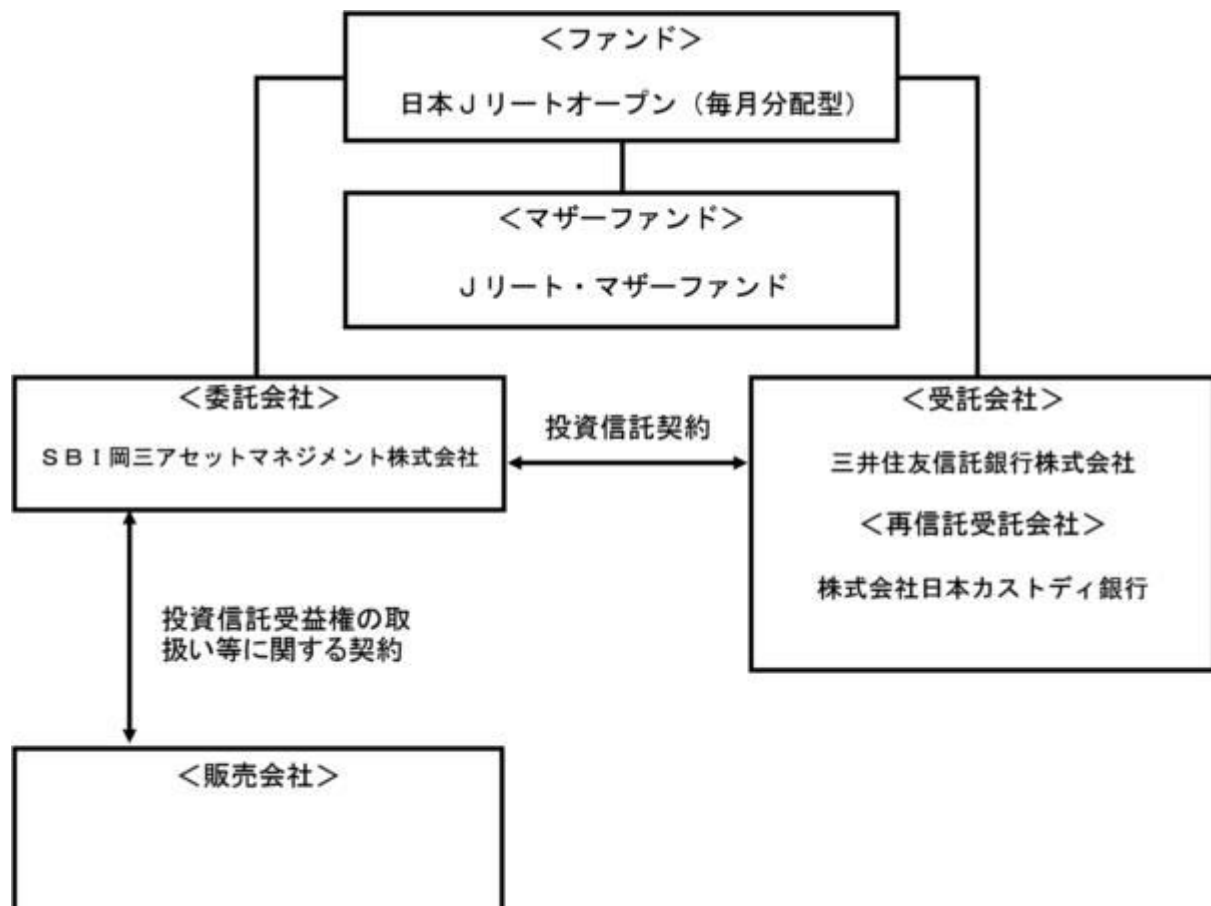 ＜ファンド＞
日本Ｊリートオープン（毎月分配型）
＜マザーファンド＞
Ｊリート・マザーファンド
＜委託会社＞
ＳＢＩ岡三アセットマネジメント株式会社
投資信託契約
＜受託会社＞
三井住友信託銀行株式会社
＜再信託受託会社＞
株式会社日本カストディ銀行
投資信託受益権の取
扱い等に関する契約
＜販売会社＞